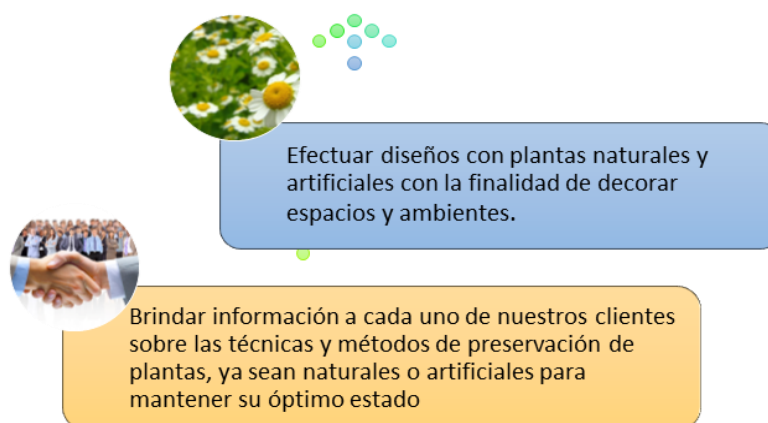 Efectuar diseños con plantas naturales y
artificiales con la finalidad de decorar
espacios y ambientes.
Brindar información a cada uno de nuestros clientes
sobre las técnicas y métodos de preservación de
plantas, ya sean naturales o artificiales para
mantener su óptimo estado